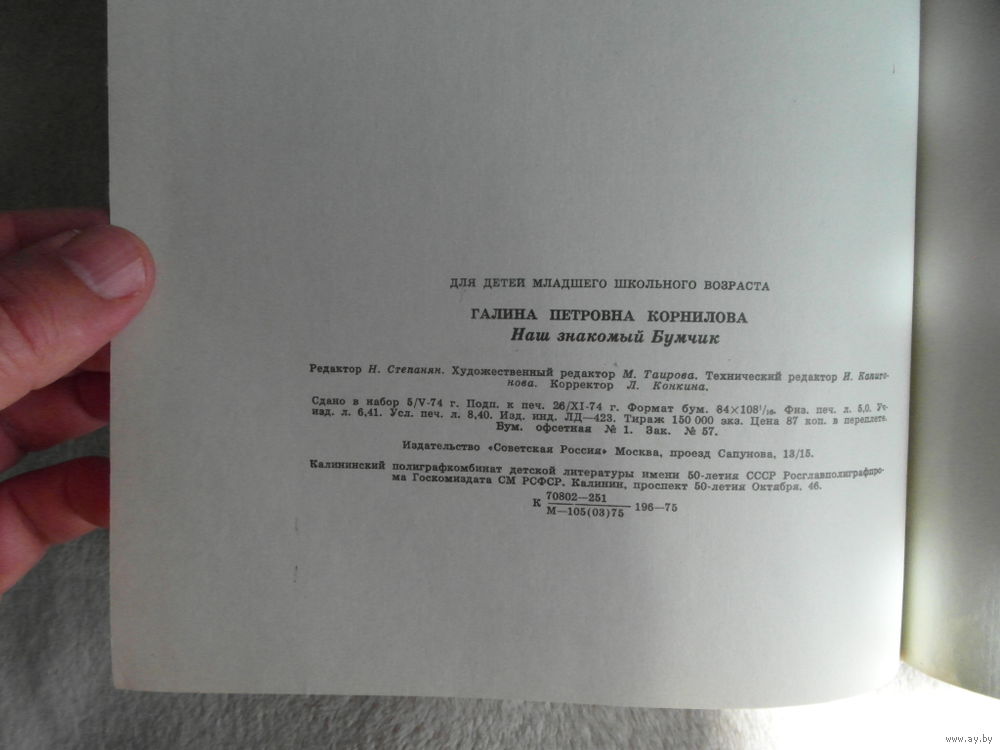 ДЛЯ ДЕТЕЙ МЛАДШЕГО ШКОЛЬНОГО ВОЗРАСТА
ГАЛИНА ПЕТРОВНА КОРНИЛОВА
Наш знакомый Бумчик
Редактор Н. Степанян. Художественный редактор М. Таирова. Технический редактор И. Капито-
нова. Корректор Л. Конкина.
Сдано в набор 5/V-74 г. Подп. к печ. 26/XI-74 г. Формат бум. 84×108¹/₁₆. Физ. печ. л. 5,0. Уч-
изд. л. 6,41. Усл. печ. л. 8,40. Изд. инд. ЛД—423. Тираж 150 000 экз. Цена 87 коп. в переплете.
Бум. офсетная № 1. Зак. № 57.
Издательство «Советская Россия» Москва, проезд Сапунова, 13/15.
Калининский полиграфкомбинат детской литературы имени 50-летия СССР Росглавполиграфпро-
ма Госкомиздата СМ РСФСР. Калинин, проспект 50-летия Октября, 46.
К 70802—251
М—105(03)75 196—75
www.ay.by